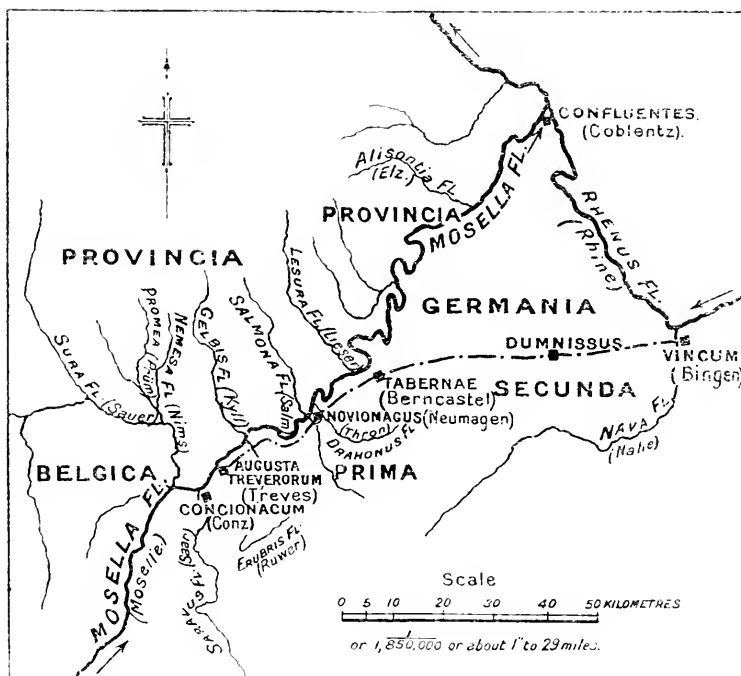 CONFLUENTES.
(Coblentz).
Alisontia FL
(Elz.)
MOSELLA FL.
PROVINCIA
RHENUS FL.
(Rhine)
PROVINCIA
LESURA FL (Lieser)
GERMANIA
PROMEA (Prüm)
NEMESA FL (Nims)
GELBIS FL (Kyll)
SALMONA FL (Salm)
SURA FL (Sauer)
DUMNISSUS
VINCUM
(Bingen)
TABERNAE
(Berncastel)
SECUNDA
NOVIONAGUS (Neumagen)
(Thron)
DRAHONUS FL
NAVA FL
(Nahe)
BELGICA
AUGUSTA
TREVERORUM
(Treves)
PRIMA
CONCIONACUM
(Conz)
MOSELLA FL.
(Moselle.)
ERUBRIS FL.
(Ruwer)
(Saar)
Scale
0 5 10 20 30 40 50 KILOMETRES
or 1/1,850,000 or about 1" to 29 miles.